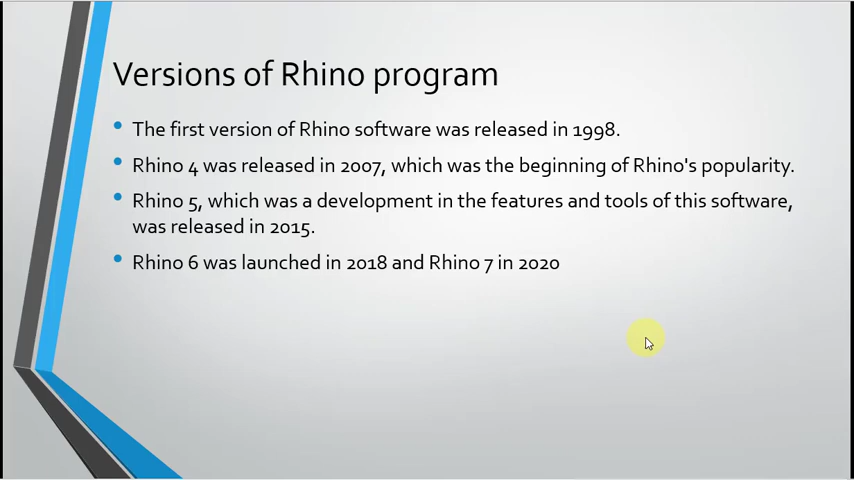 Versions of Rhino program
• The first version of Rhino software was released in 1998.
• Rhino 4 was released in 2007, which was the beginning of Rhino's popularity.
• Rhino 5, which was a development in the features and tools of this software,
was released in 2015.
• Rhino 6 was launched in 2018 and Rhino 7 in 2020